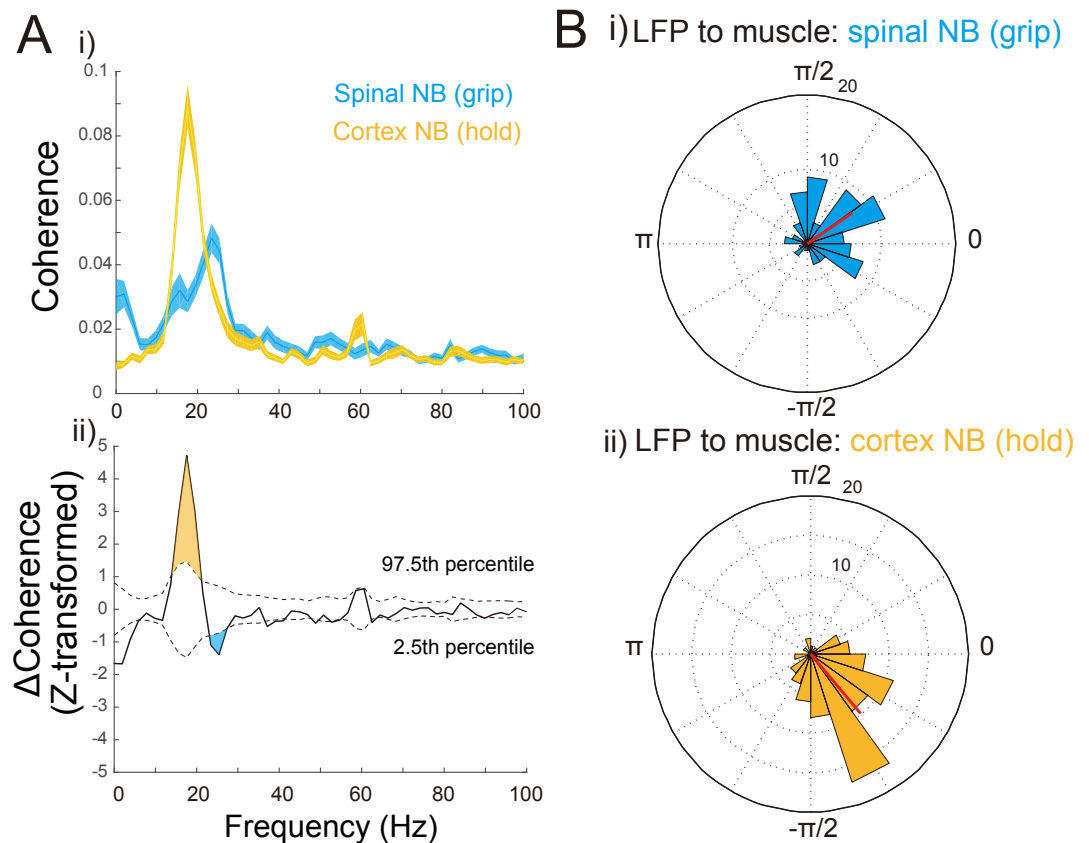 A
i)
0.1
0.08
0.06
0.04
0.02
0
Coherence
Spinal NB (grip)
Cortex NB (hold)
0 20 40 60 80 100
ii)
5
4
3
2
1
0
-1
-2
-3
-4
-5
ΔCoherence
(Z-transformed)
97.5th percentile
2.5th percentile
0 20 40 60 80 100
Frequency (Hz)
B
i) LFP to muscle: spinal NB (grip)
π/2
20
10
π
0
-π/2
ii) LFP to muscle: cortex NB (hold)
π/2
20
10
π
0
-π/2